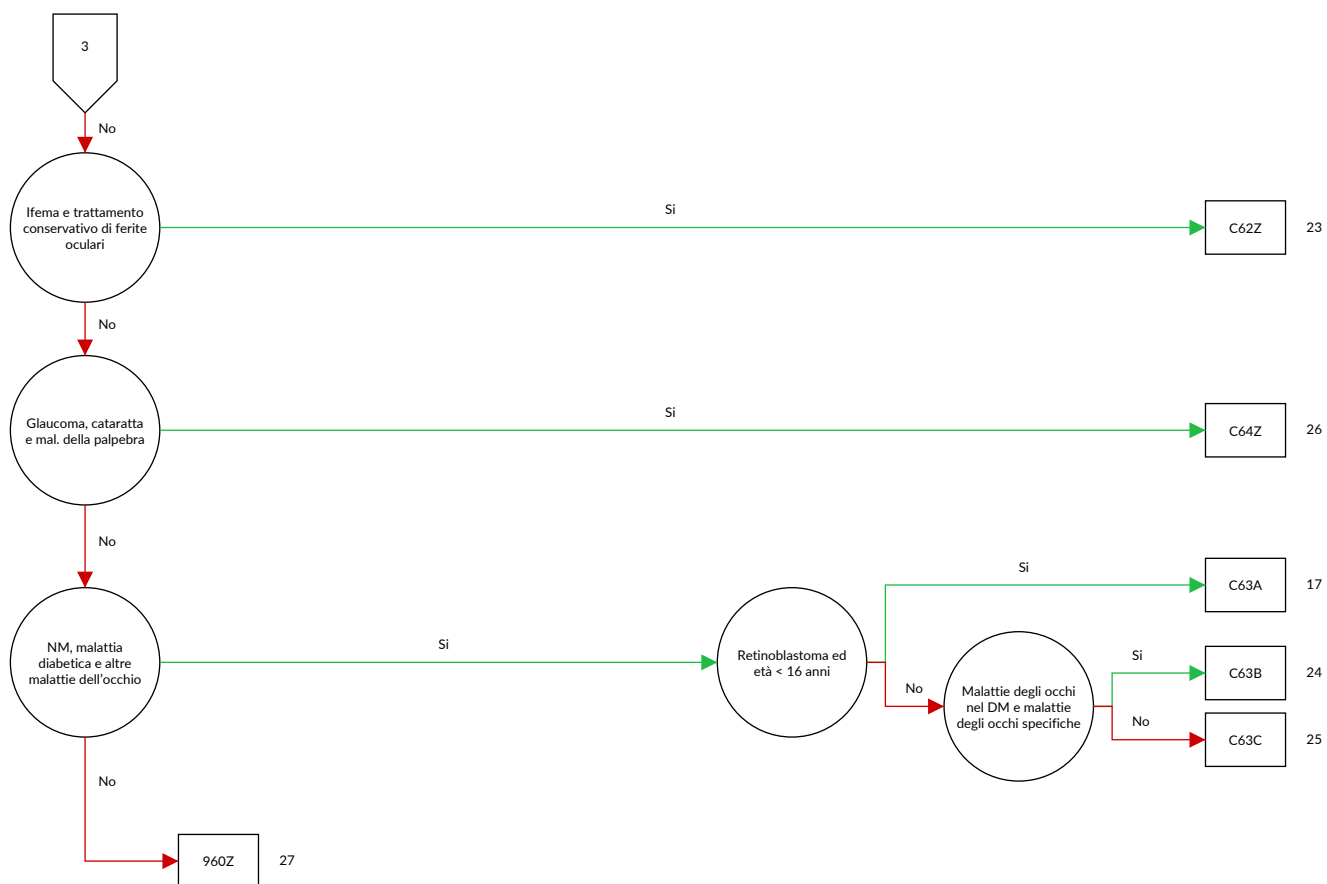 3
No
Ifema e trattamento
conservativo di ferite
oculari
Si
C62Z
23
No
Glaucoma, cataratta
e mal. della palpebra
Si
C64Z
26
No
NM, malattia
diabetica e altre
malattie dell'occhio
Si
Retinoblastoma ed
età < 16 anni
Si
C63A
17
No
Malattie degli occhi
nel DM e malattie
degli occhi specifiche
Si
C63B
24
No
C63C
25
No
960Z
27